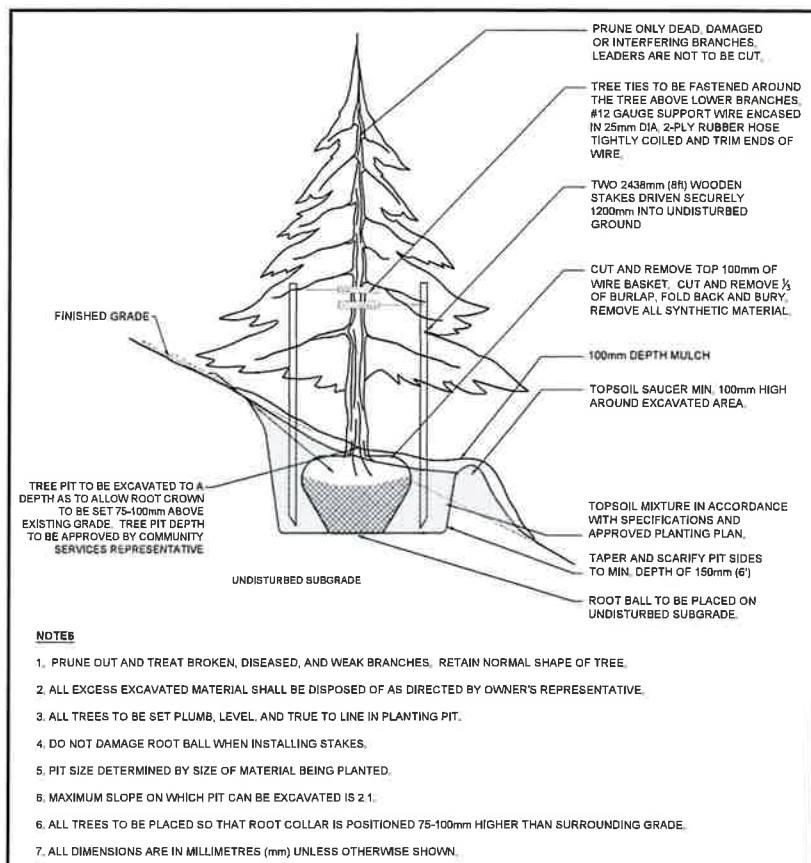 PRUNE ONLY DEAD, DAMAGED
OR INTERFERING BRANCHES,
LEADERS ARE NOT TO BE CUT.
TREE TIES TO BE FASTENED AROUND
THE TREE ABOVE LOWER BRANCHES,
#12 GAUGE SUPPORT WIRE ENCASED
IN 25mm DIA, 2-PLY RUBBER HOSE
TIGHTLY COILED AND TRIM ENDS OF
WIRE.
TWO 2438mm (8ft) WOODEN
STAKES DRIVEN SECURELY
1200mm INTO UNDISTURBED
GROUND
CUT AND REMOVE TOP 100mm OF
WIRE BASKET, CUT AND REMOVE ⅓
OF BURLAP, FOLD BACK AND BURY,
REMOVE ALL SYNTHETIC MATERIAL.
FINISHED GRADE
100mm DEPTH MULCH
TOPSOIL SAUCER MIN, 100mm HIGH
AROUND EXCAVATED AREA.
TREE PIT TO BE EXCAVATED TO A
DEPTH AS TO ALLOW ROOT CROWN
TO BE SET 75-100mm ABOVE
EXISTING GRADE, TREE PIT DEPTH
TO BE APPROVED BY COMMUNITY
SERVICES REPRESENTATIVE
TOPSOIL MIXTURE IN ACCORDANCE
WITH SPECIFICATIONS AND
APPROVED PLANTING PLAN.
TAPER AND SCARIFY PIT SIDES
TO MIN, DEPTH OF 150mm (6')
UNDISTURBED SUBGRADE
ROOT BALL TO BE PLACED ON
UNDISTURBED SUBGRADE.
NOTES
1. PRUNE OUT AND TREAT BROKEN, DISEASED, AND WEAK BRANCHES, RETAIN NORMAL SHAPE OF TREE.
2. ALL EXCESS EXCAVATED MATERIAL SHALL BE DISPOSED OF AS DIRECTED BY OWNER'S REPRESENTATIVE.
3. ALL TREES TO BE SET PLUMB, LEVEL, AND TRUE TO LINE IN PLANTING PIT.
4. DO NOT DAMAGE ROOT BALL WHEN INSTALLING STAKES.
5. PIT SIZE DETERMINED BY SIZE OF MATERIAL BEING PLANTED.
6. MAXIMUM SLOPE ON WHICH PIT CAN BE EXCAVATED IS 2:1.
6. ALL TREES TO BE PLACED SO THAT ROOT COLLAR IS POSITIONED 75-100mm HIGHER THAN SURROUNDING GRADE.
7. ALL DIMENSIONS ARE IN MILLIMETRES (mm) UNLESS OTHERWISE SHOWN.